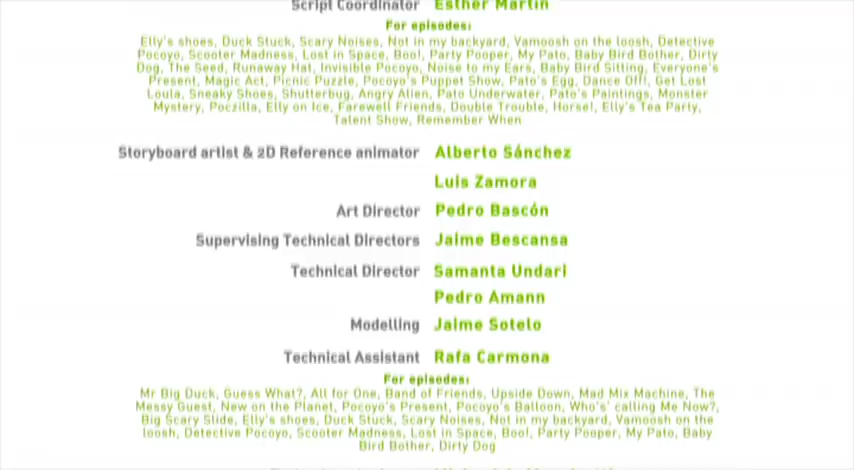 Script Coordinator Esther Martin
For episodes:
Elly's shoes, Duck Stuck, Scary Noises, Not in my backyard, Vamoosh on the loosh, Detective
Pocoyo, Scooter Madness, Lost in Space, Boo!, Party Pooper, My Pato, Baby Bird Bother, Dirty
Dog, The Seed, Runaway Hat, Invisible Pocoyo, Noise to my Ears, Baby Bird Sitting, Everyone's
Present, Magic Act, Picnic Puzzle, Pocoyo's Puppet Show, Pato's Egg, Dance Off!, Get Lost
Loula, Sneaky Shoes, Shutterbug, Angry Alien, Pato Underwater, Pato's Paintings, Monster
Mystery, Poczilla, Elly on Ice, Farewell Friends, Double Trouble, Horse!, Elly's Tea Party,
Talent Show, Remember When
Storyboard artist & 2D Reference animator Alberto Sánchez
Luis Zamora
Art Director Pedro Bascón
Supervising Technical Directors Jaime Bescansa
Technical Director Samanta Undari
Pedro Amann
Modelling Jaime Sotelo
Technical Assistant Rafa Carmona
For episodes:
Mr Big Duck, Guess What?, All for One, Band of Friends, Upside Down, Mad Mix Machine, The
Messy Guest, New on the Planet, Pocoyo's Present, Pocoyo's Balloon, Who's' calling Me Now?,
Big Scary Slide, Elly's shoes, Duck Stuck, Scary Noises, Not in my backyard, Vamoosh on the
loosh, Detective Pocoyo, Scooter Madness, Lost in Space, Boo!, Party Pooper, My Pato, Baby
Bird Bother, Dirty Dog